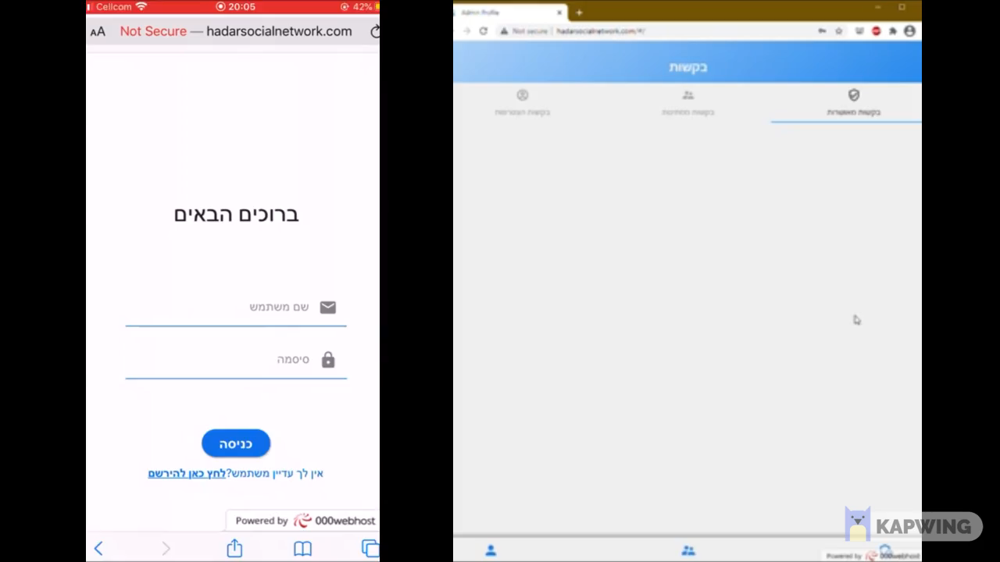 Cellcom 20:05 42%
AA Not Secure — hadarsocialnetwork.com
ברוכים הבאים
שם משתמש
סיסמה
כניסה
אין לך עדיין משתמש?לחץ כאן להירשם
Powered by 000webhost
Admin Profile
Not secure | hadarsocialnetwork.com/#/
בקשות
בקשות מאושרות
בקשות ממתינות
בקשות הצטרפות
Powered by 000webhost
KAPWING